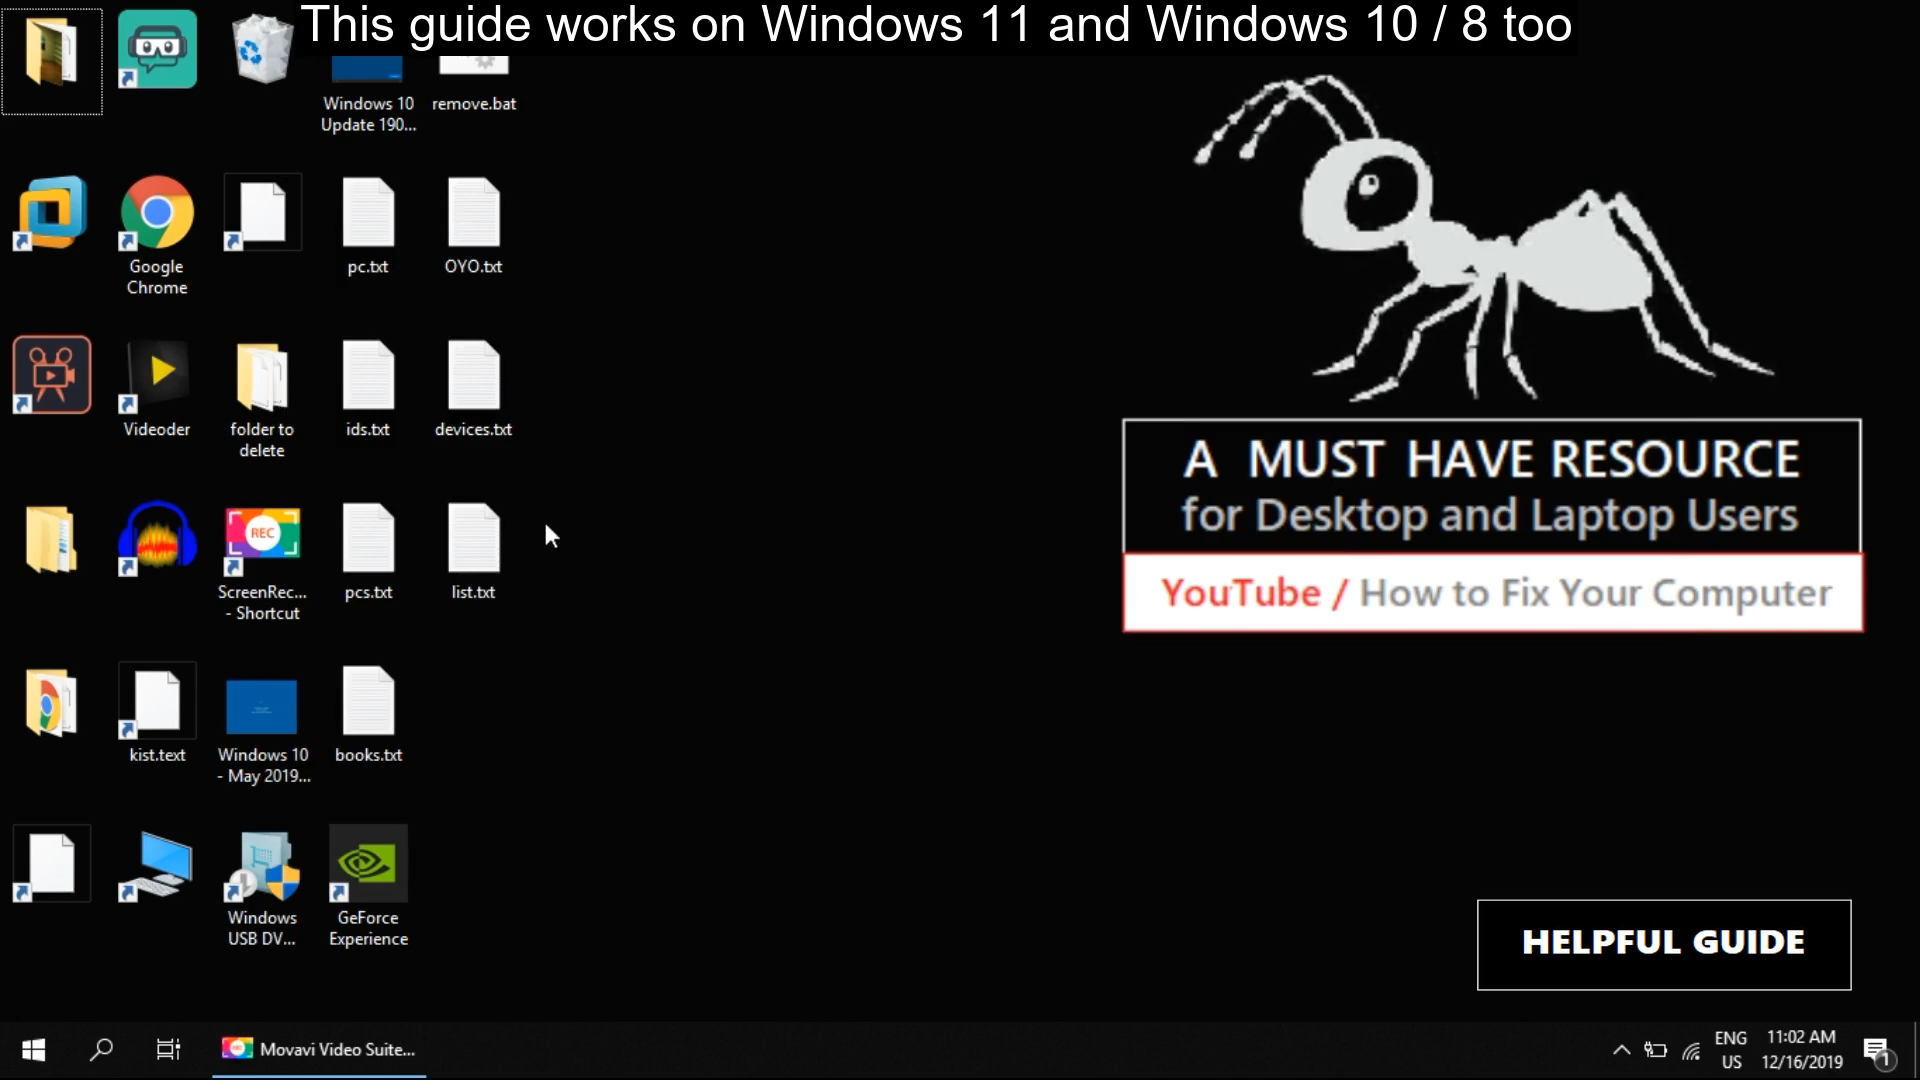 This guide works on Windows 11 and Windows 10 / 8 too
Windows 10
Update 190...
remove.bat
Google
Chrome
pc.txt
OYO.txt
Videoder
folder to
delete
ids.txt
devices.txt
REC
ScreenRec...
- Shortcut
pcs.txt
list.txt
kist.text
Windows 10
- May 2019...
books.txt
Windows
USB DV...
GeForce
Experience
A MUST HAVE RESOURCE
for Desktop and Laptop Users
YouTube / How to Fix Your Computer
HELPFUL GUIDE
Movavi Video Suite...
ENG
US
11:02 AM
12/16/2019
1